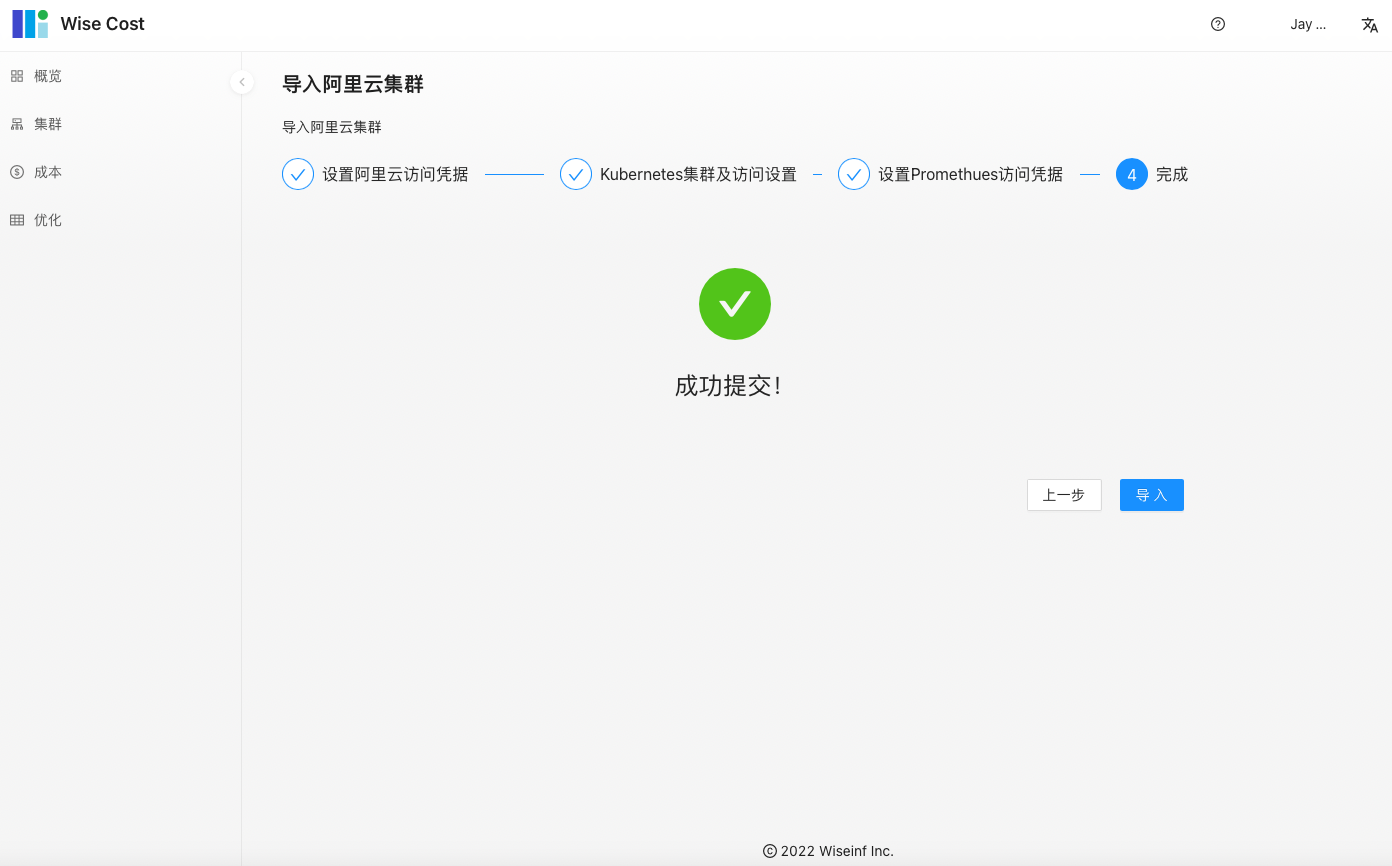 Wise Cost
Jay ...
概览
集群
成本
优化
导入阿里云集群
导入阿里云集群
设置阿里云访问凭据
Kubernetes集群及访问设置
设置Promethues访问凭据
4 完成
成功提交!
上一步
导 入
© 2022 Wiseinf Inc.